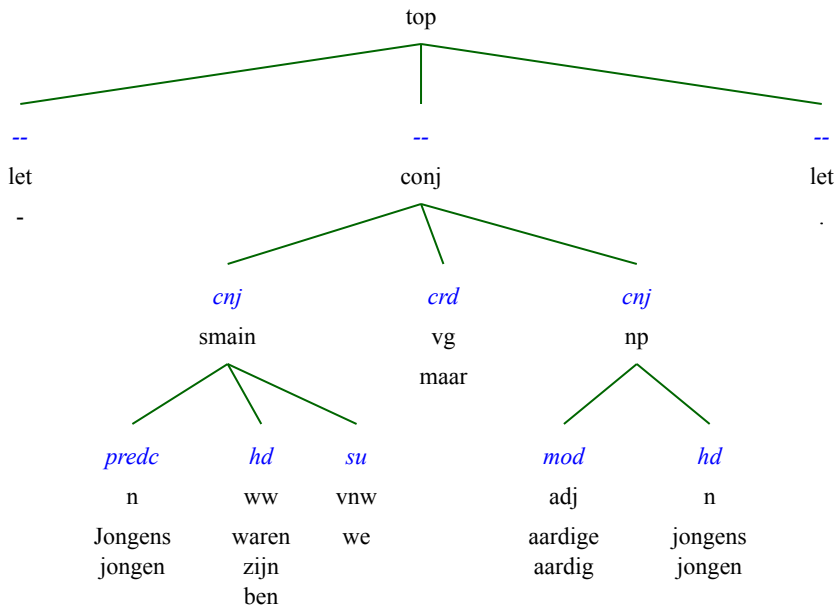 top
-- -- --
let conj let
- .
cnj crd cnj
smain vg np
maar
predc hd su mod hd
n ww vnw adj n
Jongens waren we aardige jongens
jongen zijn aardig jongen
ben